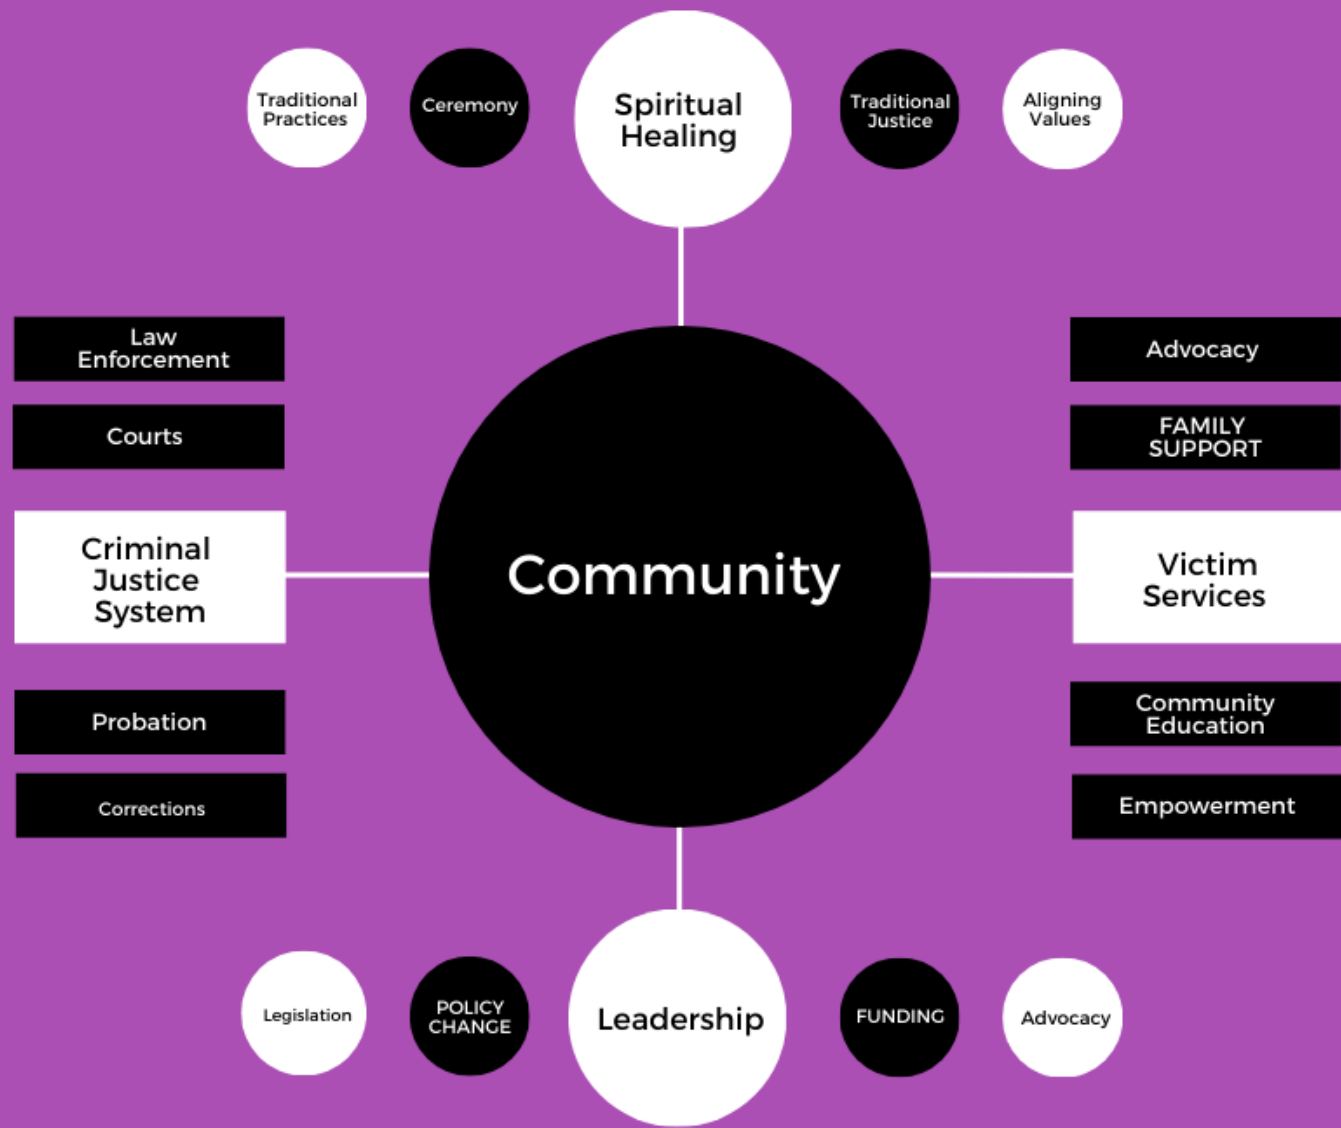 Traditional
Practices
Ceremony
Spiritual
Healing
Traditional
Justice
Aligning
Values
Law
Enforcement
Courts
Criminal
Justice
System
Probation
Corrections
Community
Advocacy
FAMILY
SUPPORT
Victim
Services
Community
Education
Empowerment
Legislation
POLICY
CHANGE
Leadership
FUNDING
Advocacy